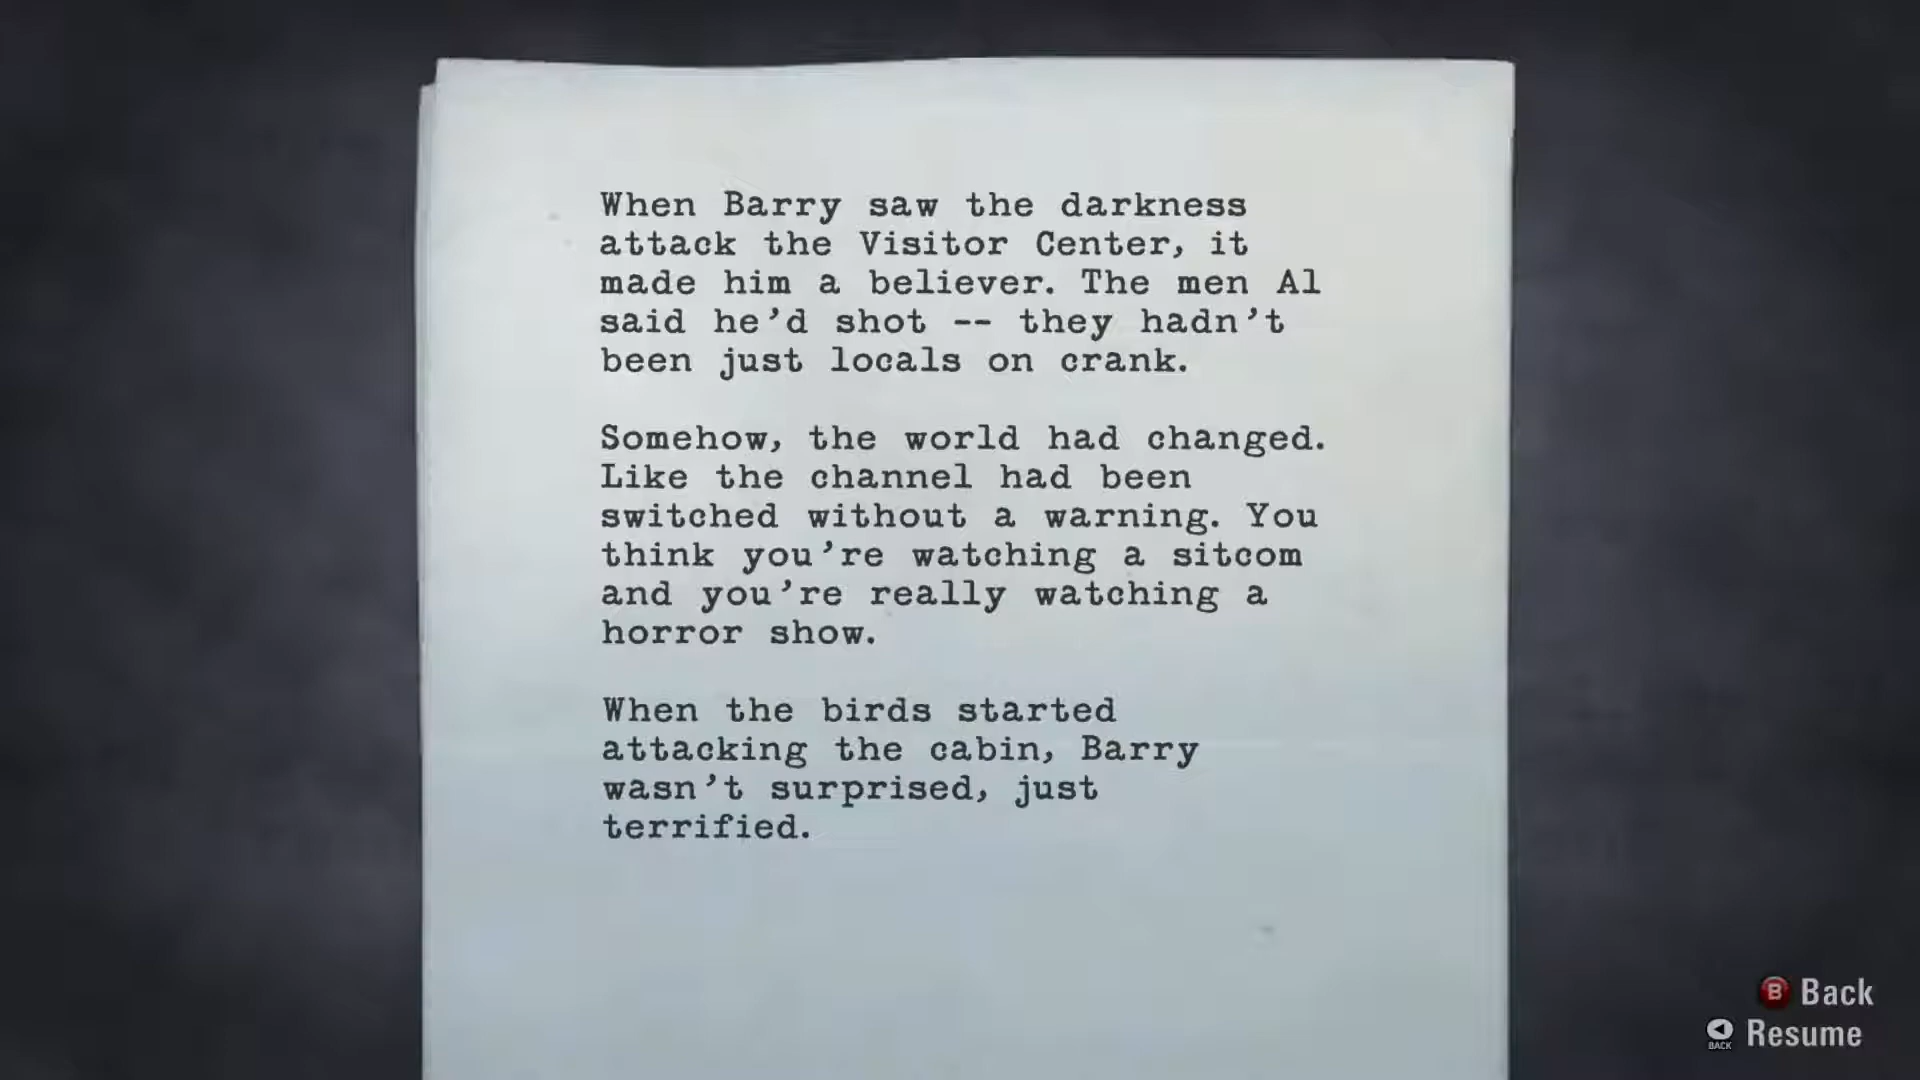 When Barry saw the darkness
attack the Visitor Center, it
made him a believer. The men Al
said he’d shot -- they hadn’t
been just locals on crank.
Somehow, the world had changed.
Like the channel had been
switched without a warning. You
think you’re watching a sitcom
and you’re really watching a
horror show.
When the birds started
attacking the cabin, Barry
wasn’t surprised, just
terrified.
B Back
BACK Resume